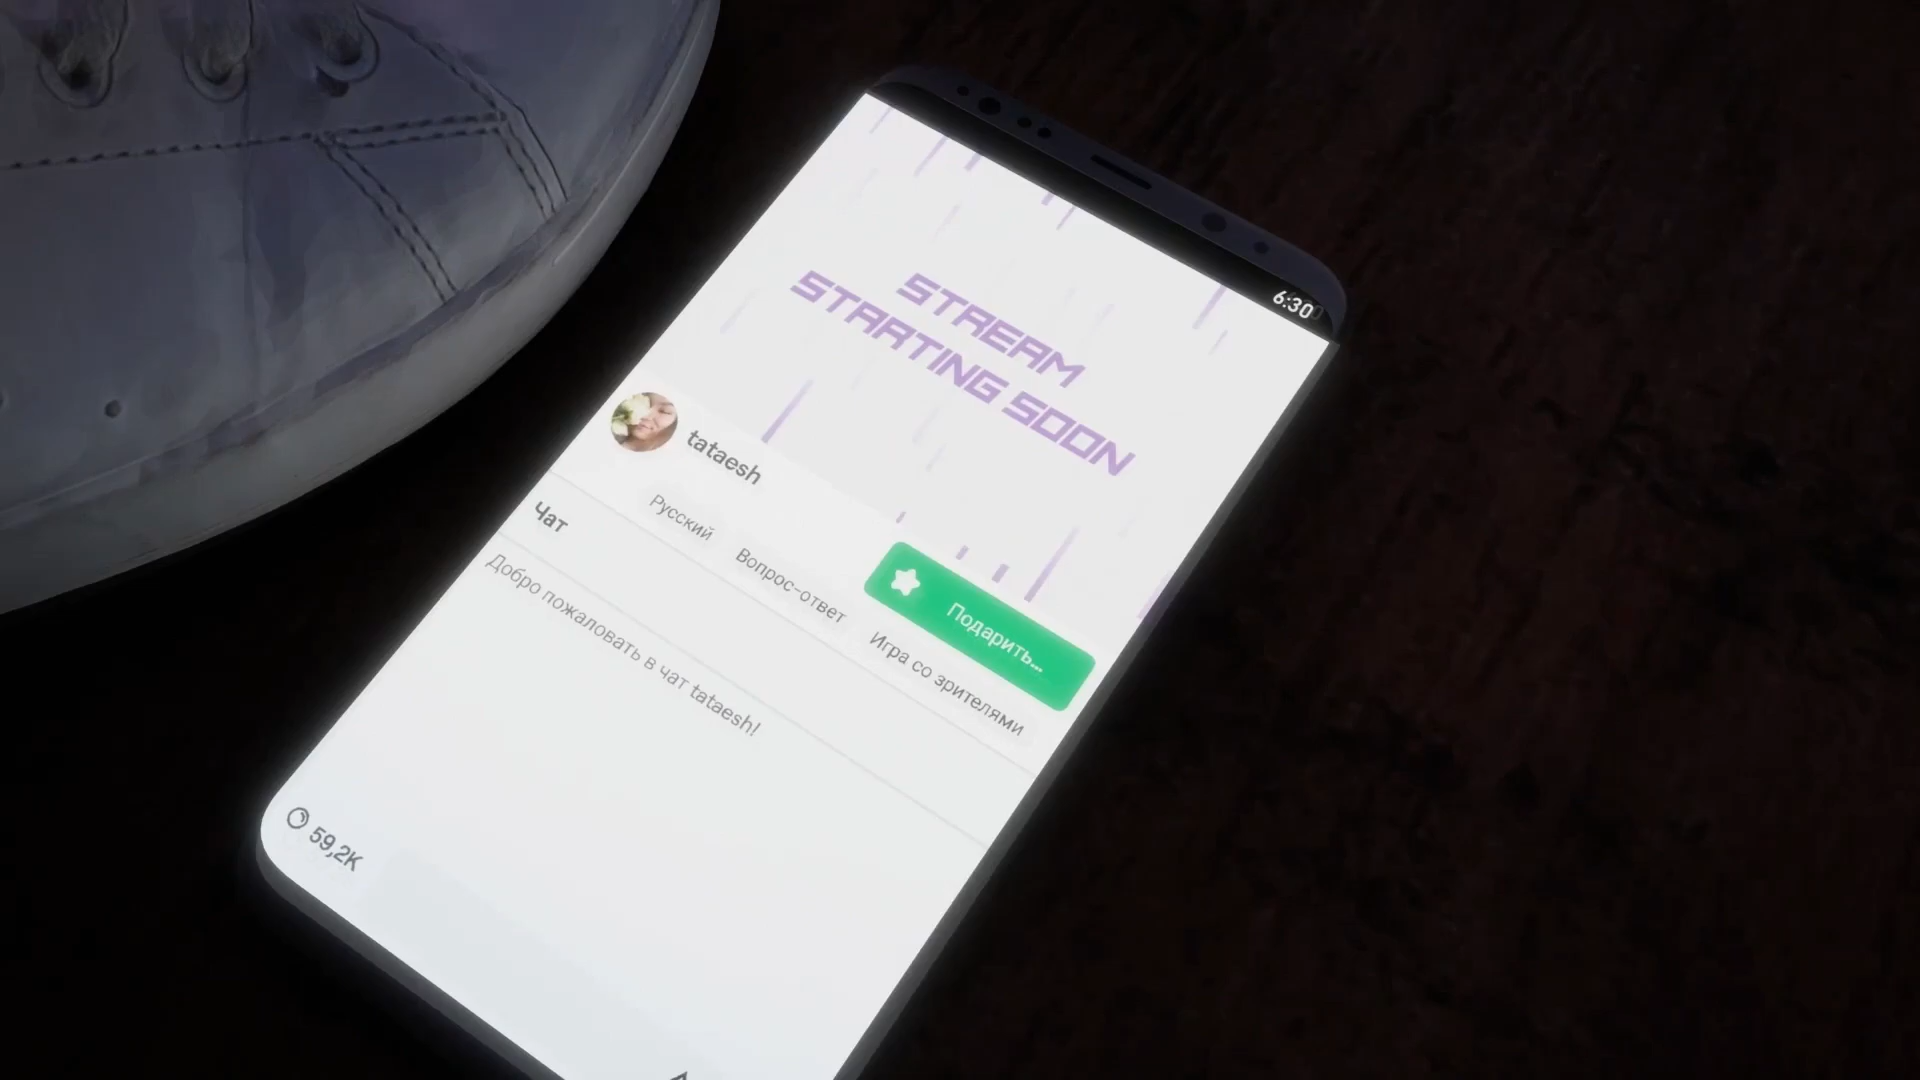 6:30
STREAM
STARTING SOON
tataesh
Русский
Вопрос-ответ
Игра со зрителями
Подарить...
Чат
Добро пожаловать в чат tataesh!
59,2K